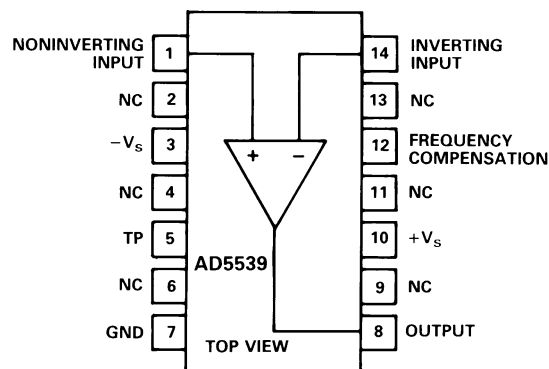 NONINVERTING
INPUT
1
14
INVERTING
INPUT
NC
2
13
NC
−Vs
3
12
FREQUENCY
COMPENSATION
+
−
NC
4
11
NC
TP
5
10
+Vs
AD5539
NC
6
9
NC
GND
7
8
OUTPUT
TOP VIEW